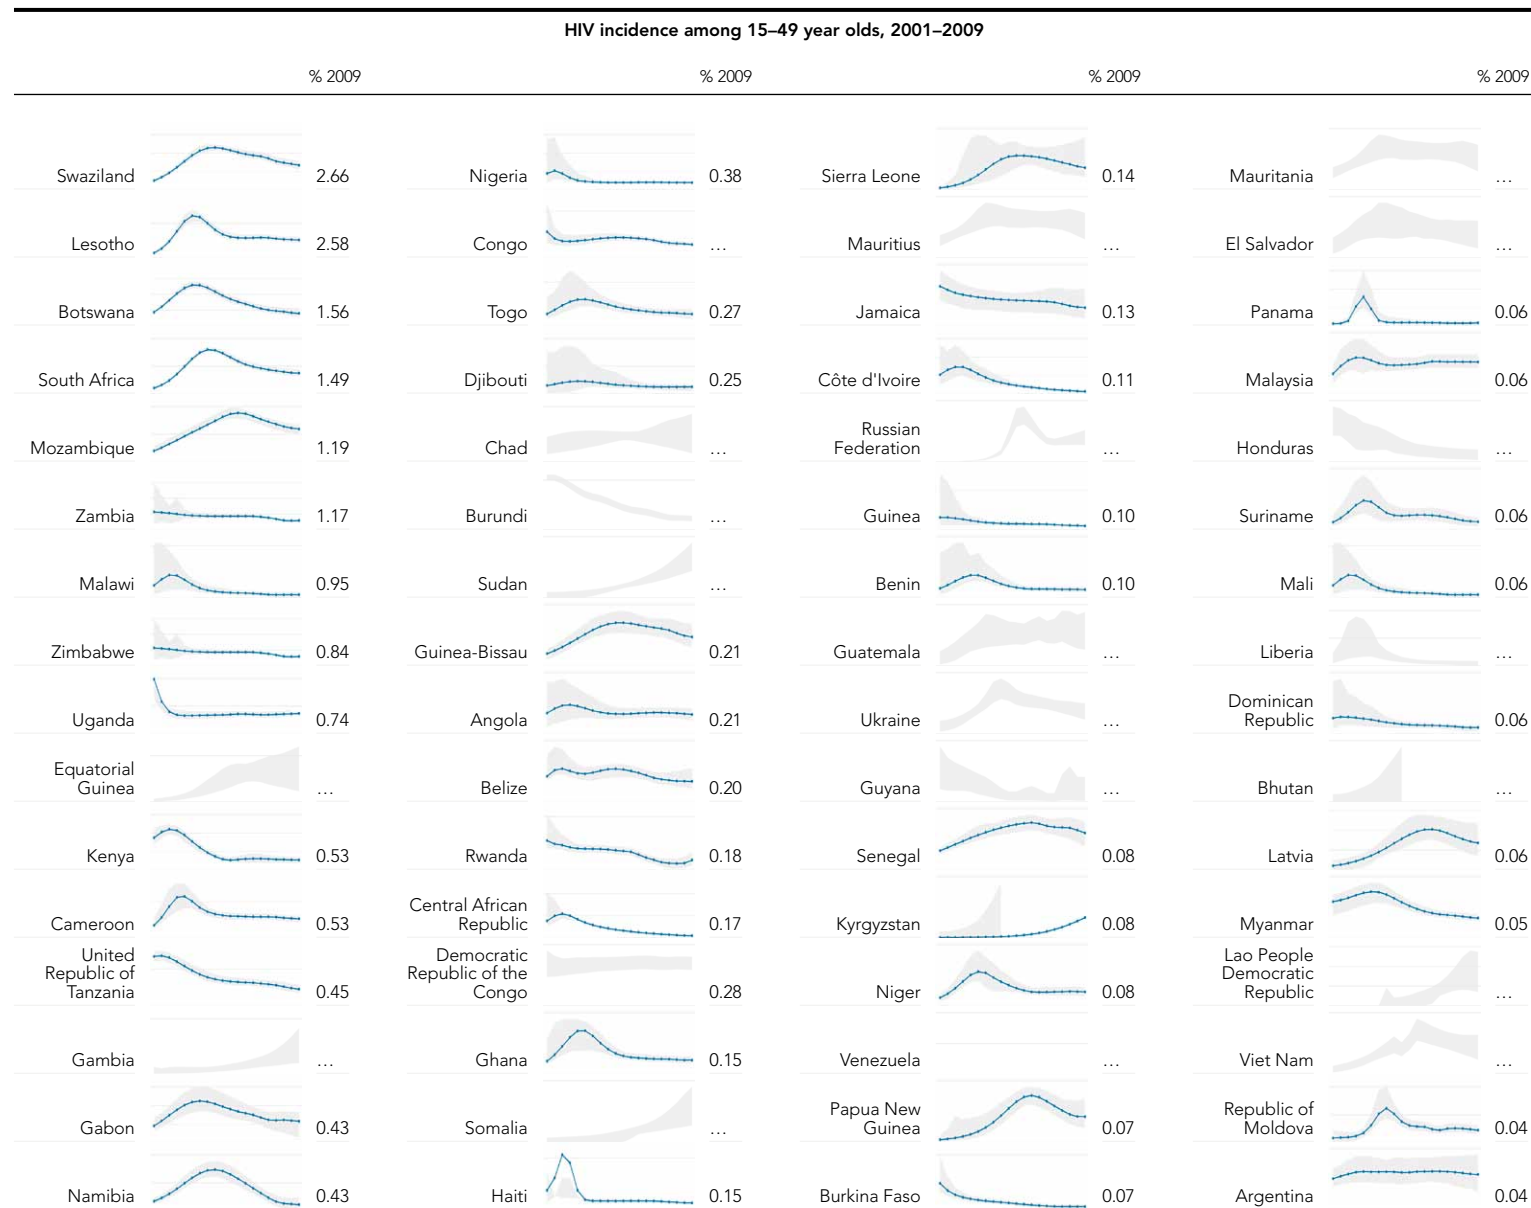 HIV incidence among 15–49 year olds, 2001–2009
% 2009 % 2009 % 2009 % 2009
Swaziland 2.66 Nigeria 0.38 Sierra Leone 0.14 Mauritania ...
Lesotho 2.58 Congo ... Mauritius ... El Salvador ...
Botswana 1.56 Togo 0.27 Jamaica 0.13 Panama 0.06
South Africa 1.49 Djibouti 0.25 Côte d'Ivoire 0.11 Malaysia 0.06
Russian
Mozambique 1.19 Chad ... Federation ... Honduras ...
Zambia 1.17 Burundi ... Guinea 0.10 Suriname 0.06
Malawi 0.95 Sudan ... Benin 0.10 Mali 0.06
Zimbabwe 0.84 Guinea-Bissau 0.21 Guatemala ... Liberia ...
Dominican
Uganda 0.74 Angola 0.21 Ukraine ... Republic 0.06
Equatorial
Guinea ... Belize 0.20 Guyana ... Bhutan ...
Kenya 0.53 Rwanda 0.18 Senegal 0.08 Latvia 0.06
Central African
Cameroon 0.53 Republic 0.17 Kyrgyzstan 0.08 Myanmar 0.05
United Democratic Lao People
Republic of Republic of the Democratic
Tanzania 0.45 Congo 0.28 Niger 0.08 Republic ...
Gambia ... Ghana 0.15 Venezuela ... Viet Nam ...
Papua New Republic of
Gabon 0.43 Somalia ... Guinea 0.07 Moldova 0.04
Namibia 0.43 Haiti 0.15 Burkina Faso 0.07 Argentina 0.04